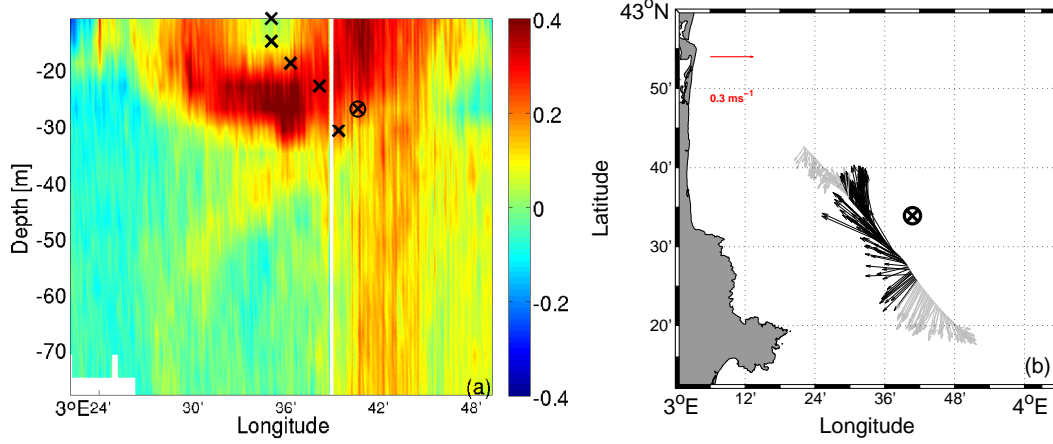 0.4
0.2
0
-0.2
-0.4
-20
-30
-40
-50
-60
-70
Depth [m]
(a)
3°E24' 30' 36' 42' 48'
Longitude
43°N
50'
40'
30'
20'
Latitude
0.3 ms⁻¹
(b)
3°E 12' 24' 36' 48' 4°E
Longitude